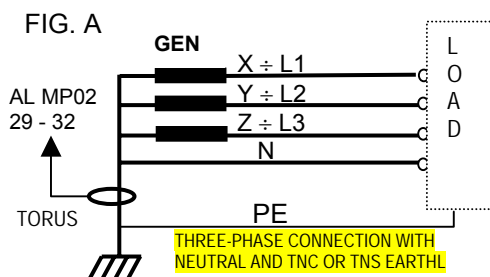 FIG. A
GEN
X ÷ L1
Y ÷ L2
Z ÷ L3
N
L
O
A
D
AL MP02
29 - 32
TORUS
PE
THREE-PHASE CONNECTION WITH
NEUTRAL AND TNC OR TNS EARTHL